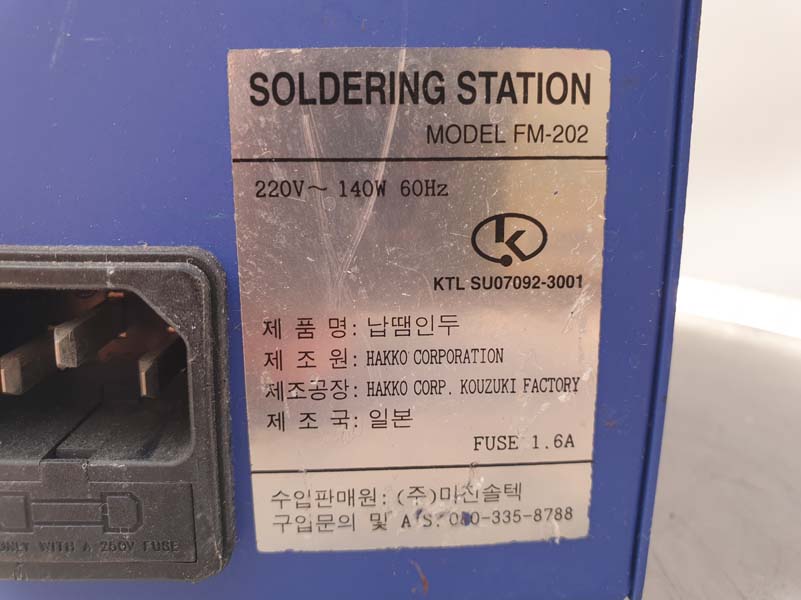 SOLDERING STATION
MODEL FM-202
220V～ 140W 60Hz
KTL SU07092-3001
제 품 명: 납땜인두
제 조 원: HAKKO CORPORATION
제조공장: HAKKO CORP. KOUZUKI FACTORY
제 조 국: 일본
FUSE 1.6A
수입판매원: (주)마신솔텍
구입문의 및 A/S: 080-335-8788
ONLY WITH A 250V FUSE